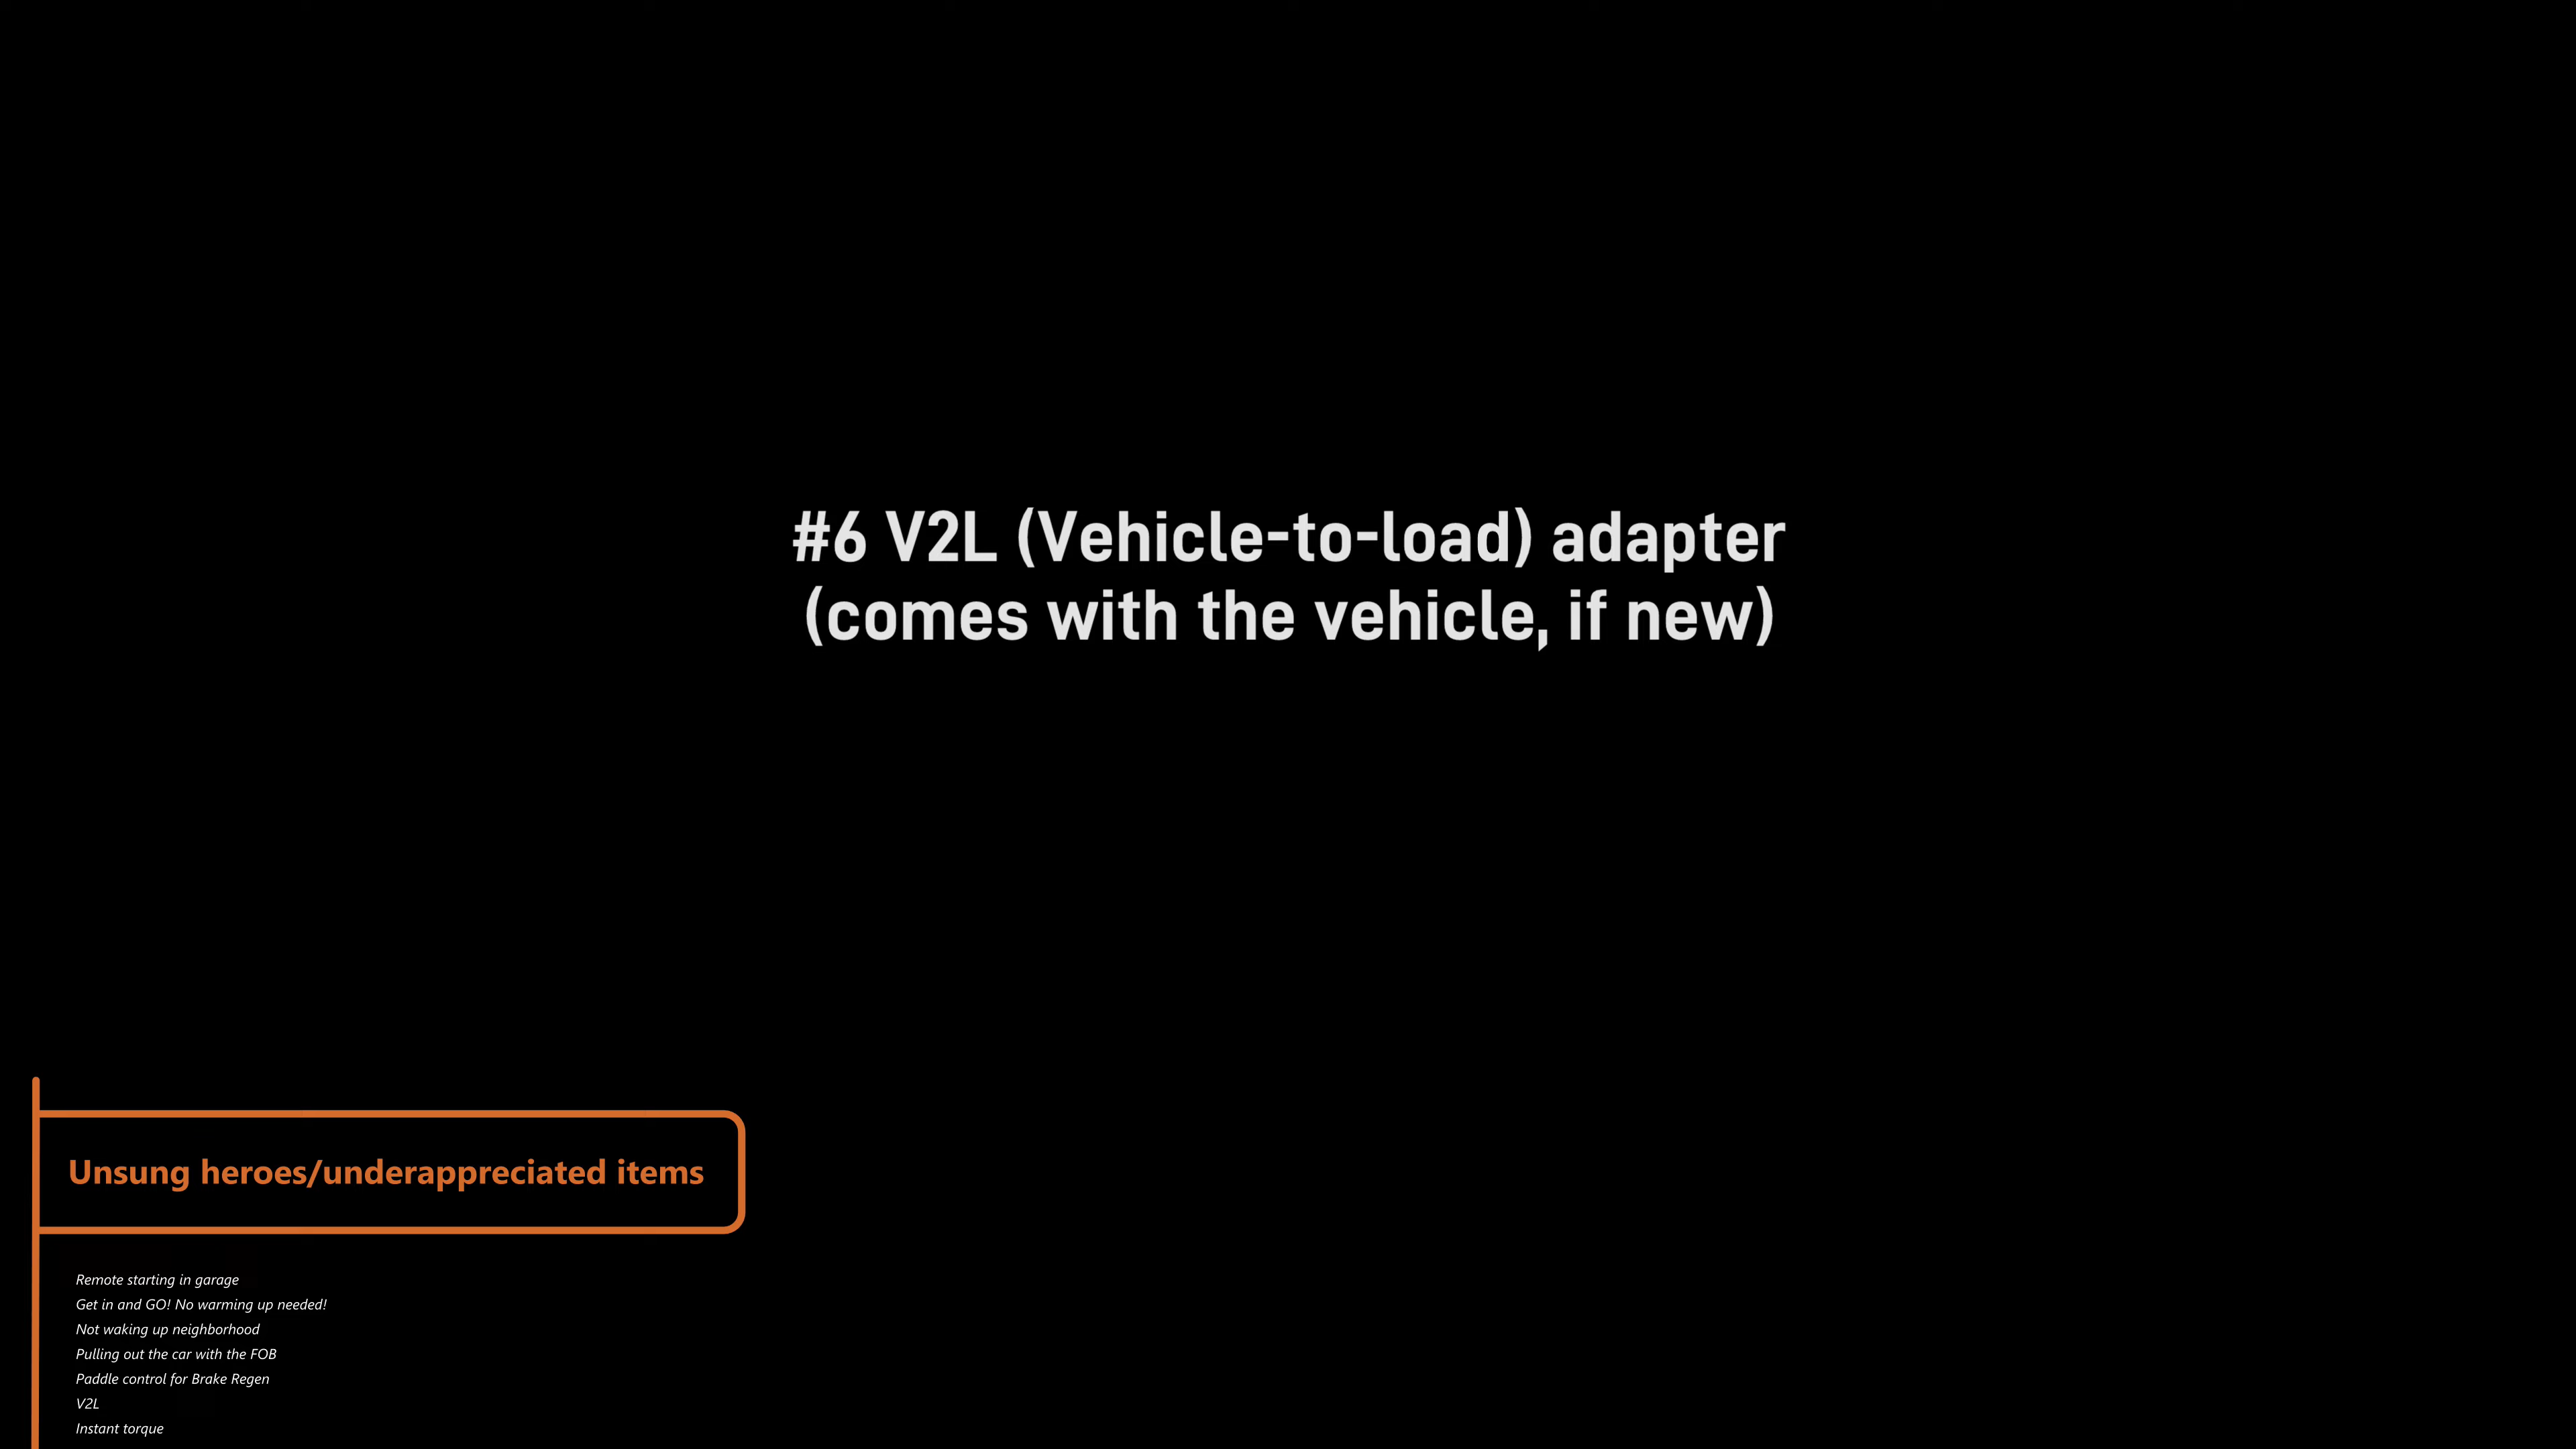 #6 V2L (Vehicle-to-load) adapter
(comes with the vehicle, if new)
Unsung heroes/underappreciated items
Remote starting in garage
Get in and GO! No warming up needed!
Not waking up neighborhood
Pulling out the car with the FOB
Paddle control for Brake Regen
V2L
Instant torque